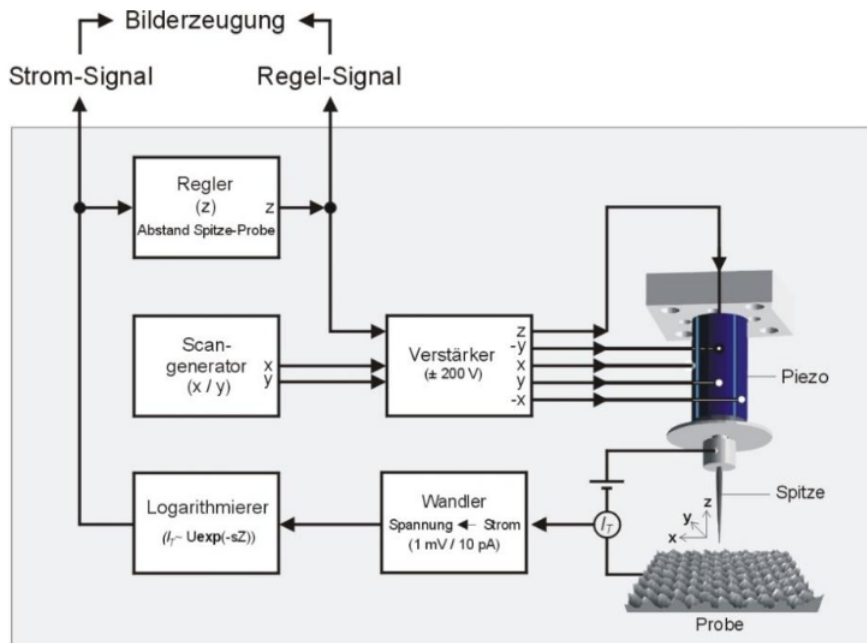 Bilderzeugung
Strom-Signal
Regel-Signal
Regler
(z)
z
Abstand Spitze-Probe
Scan-
generator
(x / y)
x
y
Verstärker
(± 200 V)
z
-y
x
y
-x
Piezo
Logarithmierer
(I_T~ Uexp(-sZ))
Wandler
Spannung ← Strom
(1 mV / 10 pA)
I_T
Spitze
z
y
x
Probe